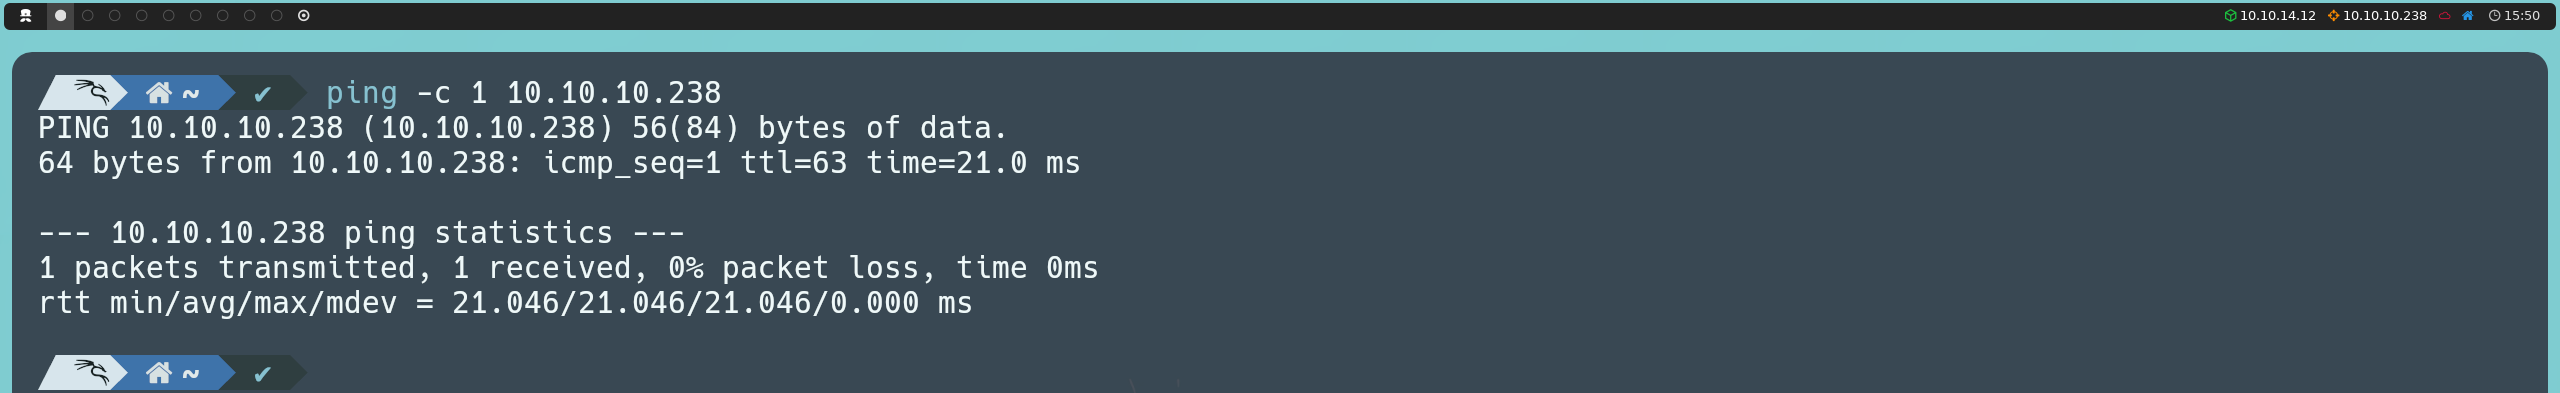 10.10.14.12 10.10.10.238 15:50
~ ✔ ping -c 1 10.10.10.238
PING 10.10.10.238 (10.10.10.238) 56(84) bytes of data.
64 bytes from 10.10.10.238: icmp_seq=1 ttl=63 time=21.0 ms
--- 10.10.10.238 ping statistics ---
1 packets transmitted, 1 received, 0% packet loss, time 0ms
rtt min/avg/max/mdev = 21.046/21.046/21.046/0.000 ms
~ ✔